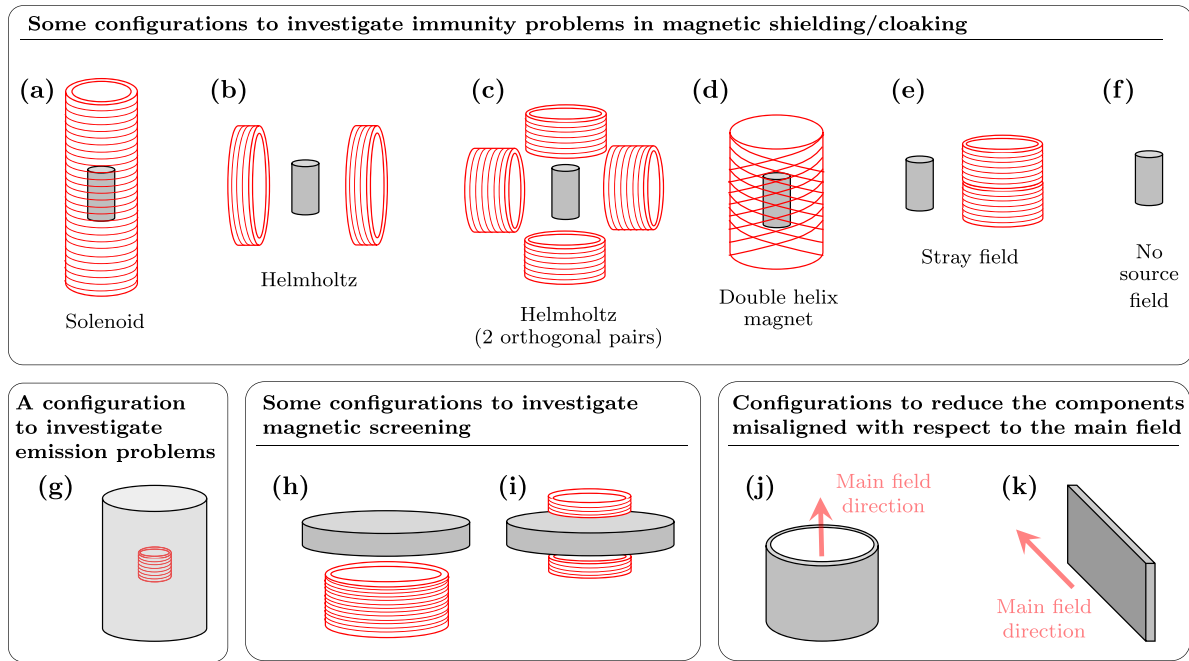 Some configurations to investigate immunity problems in magnetic shielding/cloaking
(a)
(b)
(c)
(d)
(e)
(f)
Solenoid
Helmholtz
Helmholtz
(2 orthogonal pairs)
Double helix
magnet
Stray field
No
source
field
A configuration
to investigate
emission problems
(g)
Some configurations to investigate
magnetic screening
(h)
(i)
Configurations to reduce the components
misaligned with respect to the main field
(j)
Main field
direction
(k)
Main field
direction